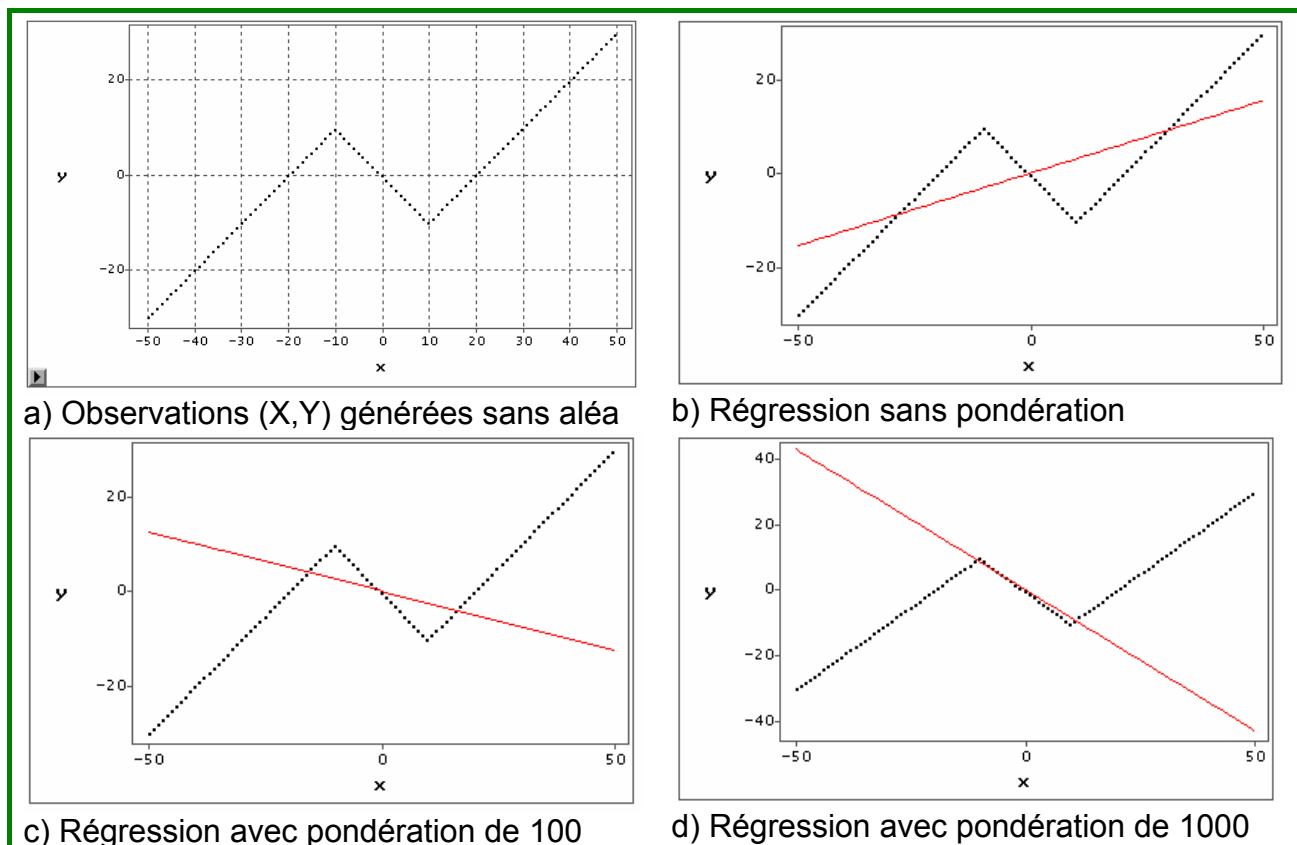 20
0
-20
y
-50 -40 -30 -20 -10 0 10 20 30 40 50
x
a) Observations (X,Y) générées sans aléa
20
0
-20
y
-50 0 50
x
b) Régression sans pondération
20
0
-20
y
-50 0 50
x
c) Régression avec pondération de 100
40
20
0
-20
-40
y
-50 0 50
x
d) Régression avec pondération de 1000